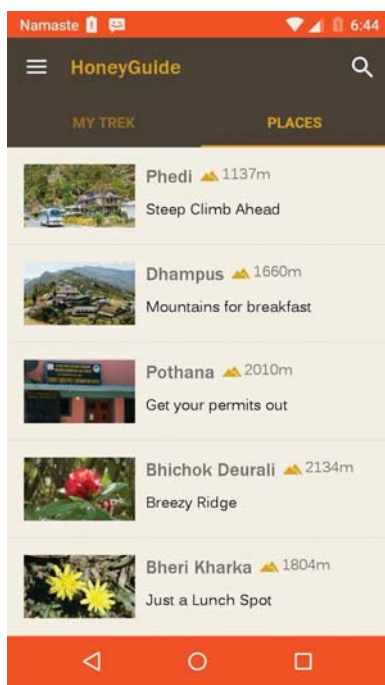 Namaste 6:44
HoneyGuide
MY TREK PLACES
Phedi 1137m
Steep Climb Ahead
Dhampus 1660m
Mountains for breakfast
Pothana 2010m
Get your permits out
Bhichok Deurali 2134m
Breezy Ridge
Bheri Kharka 1804m
Just a Lunch Spot